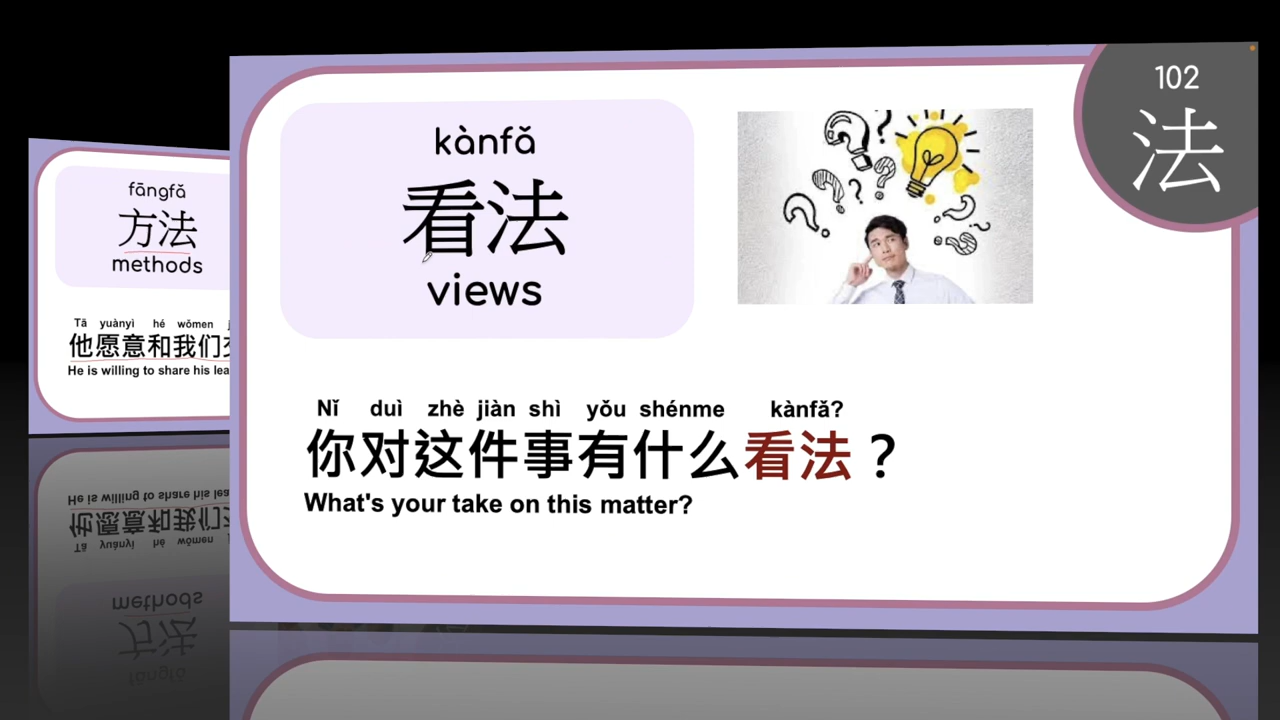 fāngfǎ
方法
methods
Tā yuànyì hé wǒmen
他愿意和我们
He is willing to share his lea
kànfǎ
看法
views
102
法
Nǐ duì zhè jiàn shì yǒu shénme kànfǎ?
你对这件事有什么看法？
What's your take on this matter?